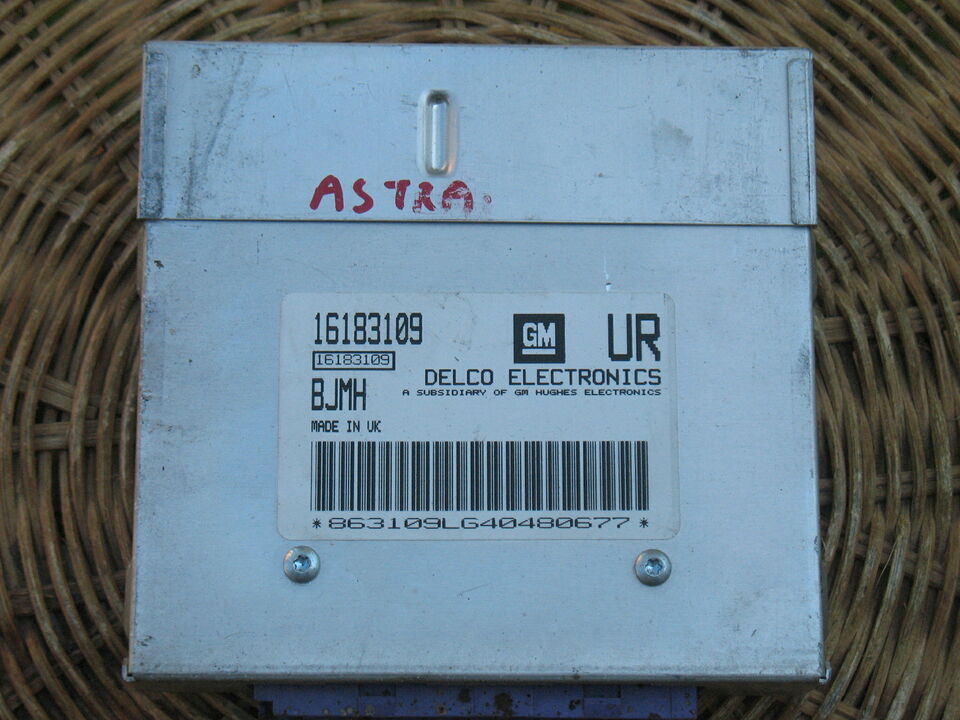 ASTRA.
16183109
GM
UR
16183109
DELCO ELECTRONICS
A SUBSIDIARY OF GM HUGHES ELECTRONICS
BJMH
MADE IN UK
*863109LG40480677*